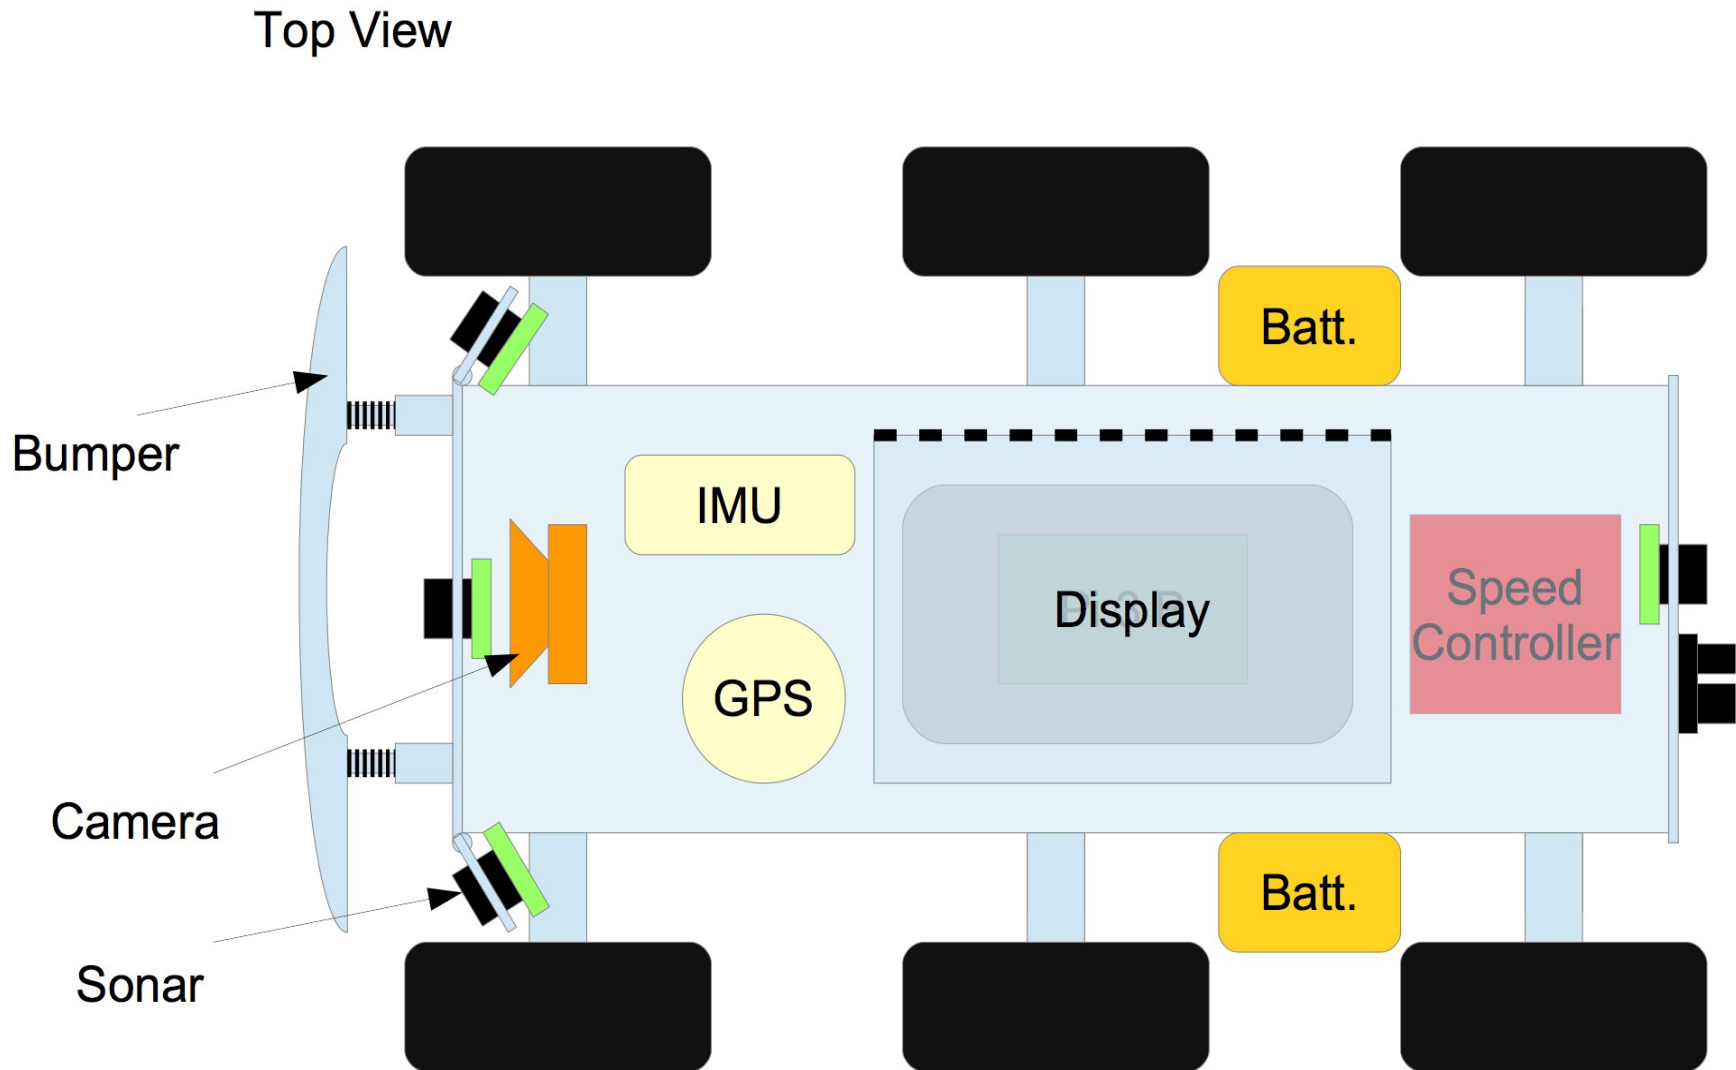 Top View
Batt.
Bumper
IMU
Display
Speed
Controller
GPS
Camera
Batt.
Sonar